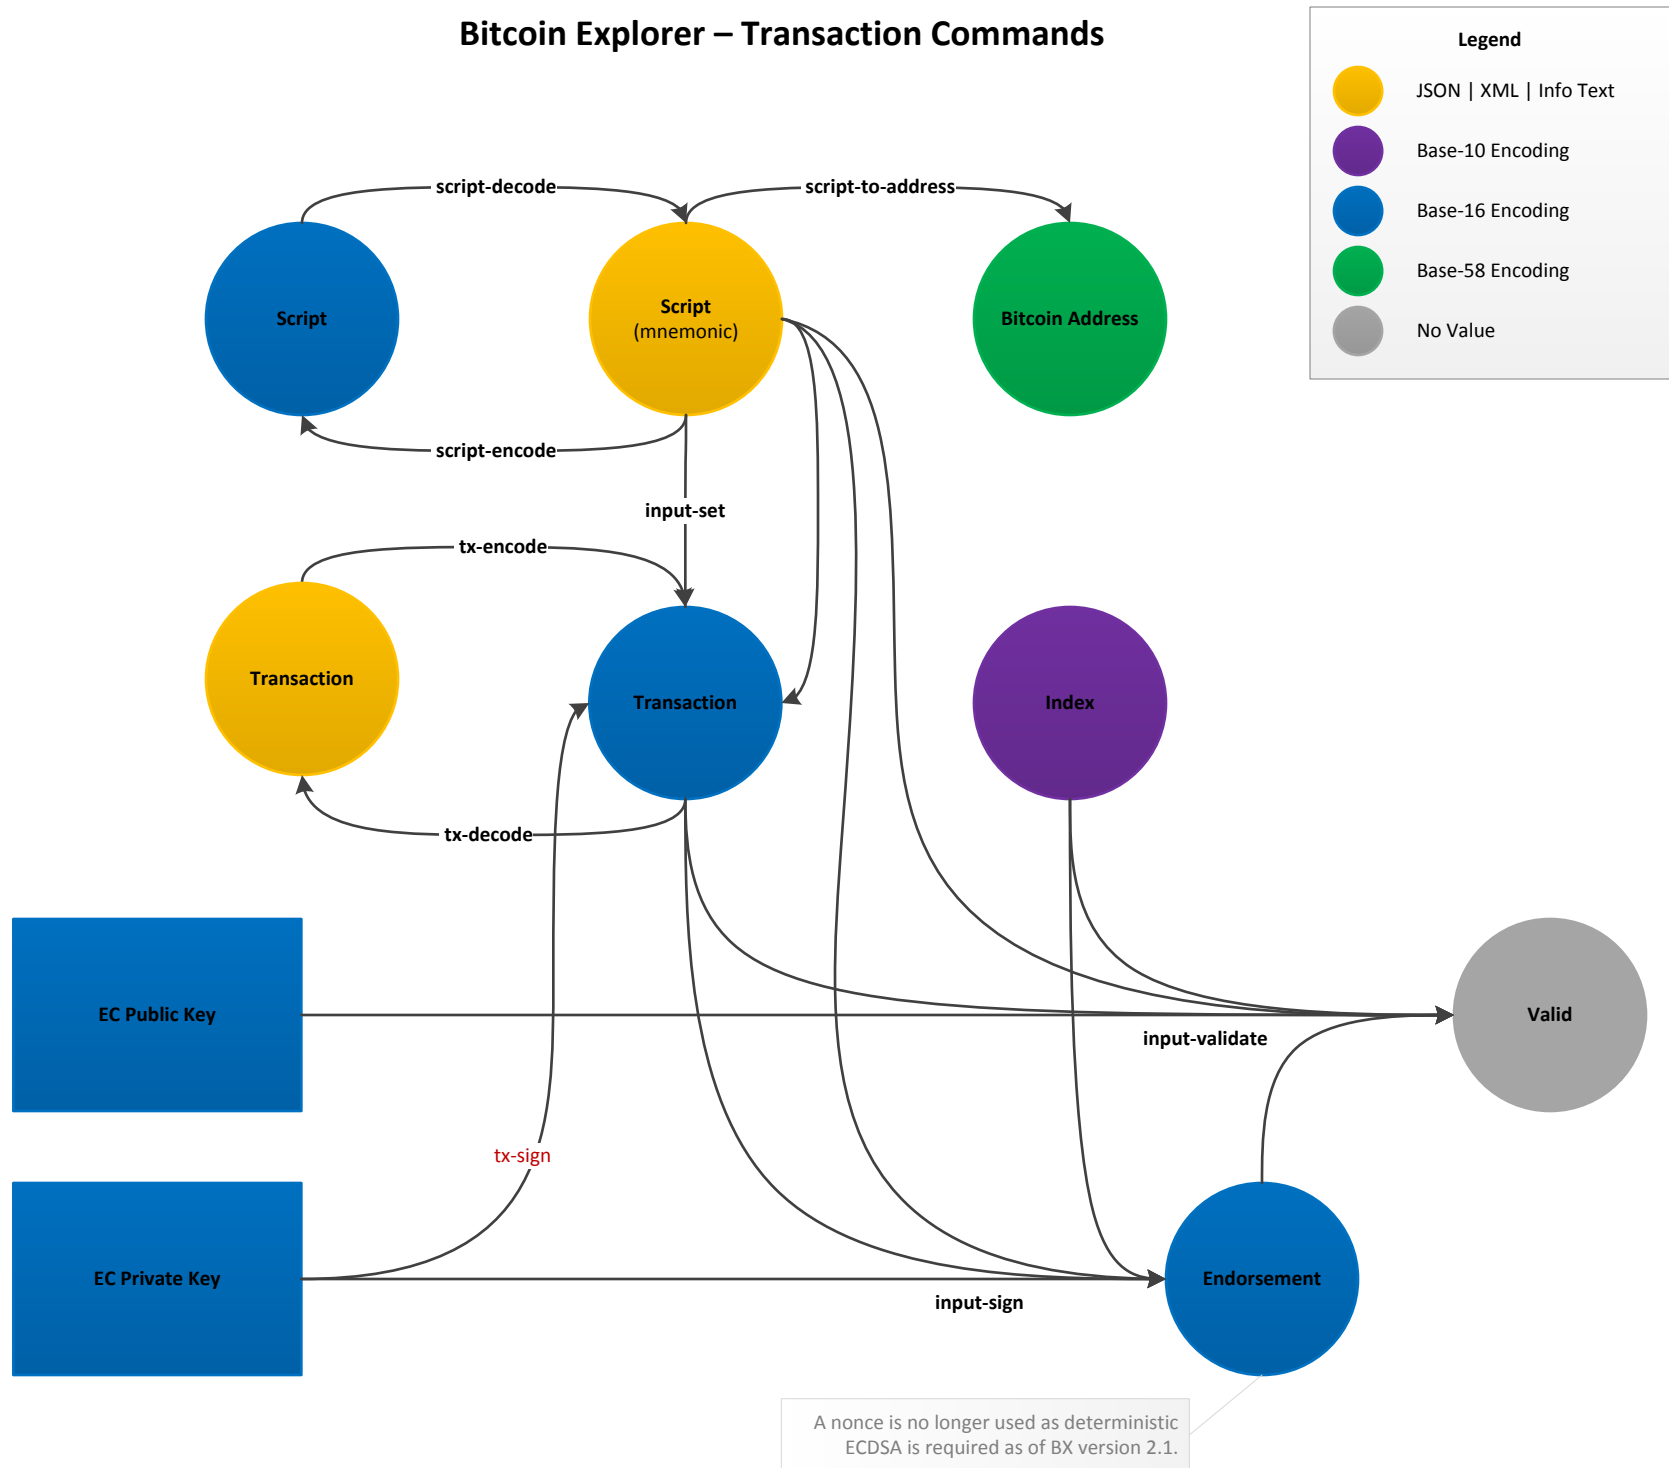 Bitcoin Explorer – Transaction Commands
Legend
JSON | XML | Info Text
Base-10 Encoding
Base-16 Encoding
Base-58 Encoding
No Value
script-decode
script-to-address
Script
Script
(mnemonic)
Bitcoin Address
script-encode
input-set
tx-encode
Transaction
Transaction
Index
tx-decode
EC Public Key
Valid
input-validate
tx-sign
EC Private Key
Endorsement
input-sign
A nonce is no longer used as deterministic
ECDSA is required as of BX version 2.1.